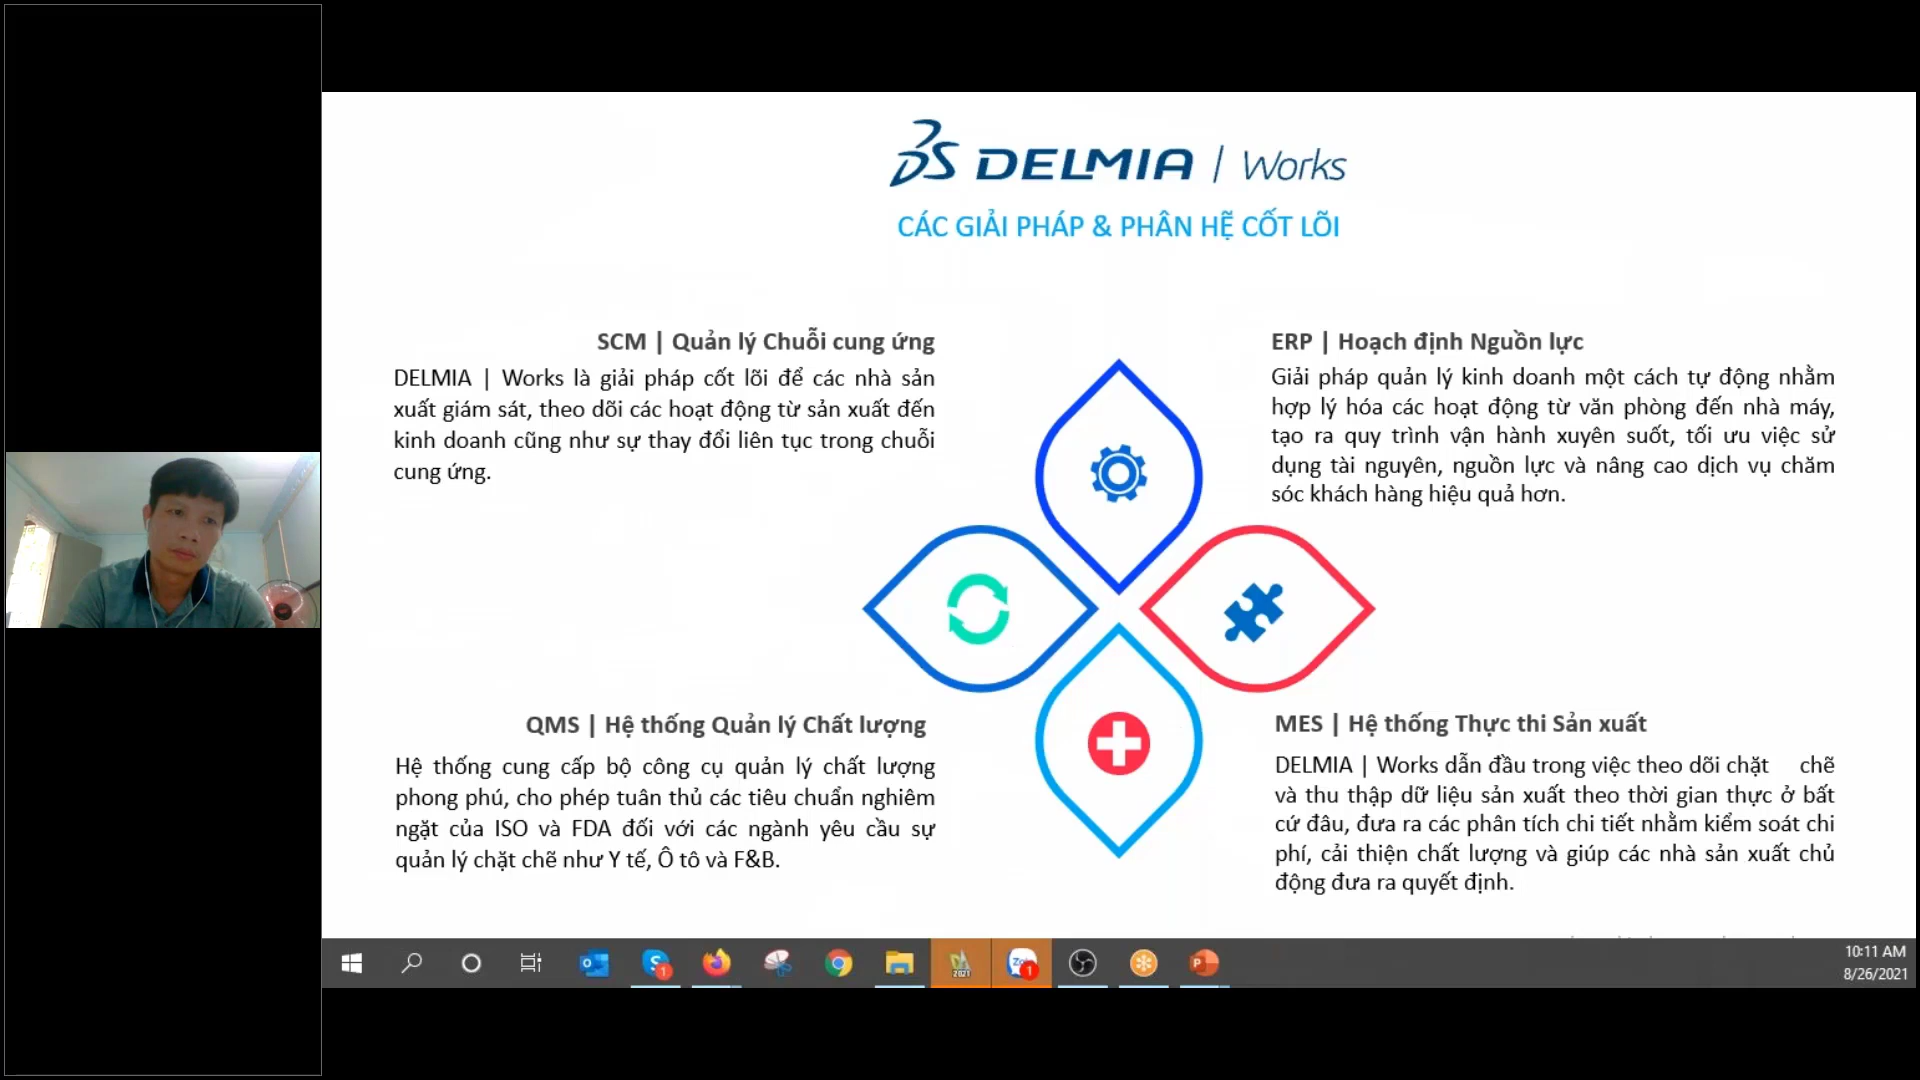 DS DELMIA | Works
CÁC GIẢI PHÁP & PHÂN HỆ CỐT LÕI
SCM | Quản lý Chuỗi cung ứng
DELMIA | Works là giải pháp cốt lõi để các nhà sản
xuất giám sát, theo dõi các hoạt động từ sản xuất đến
kinh doanh cũng như sự thay đổi liên tục trong chuỗi
cung ứng.
ERP | Hoạch định Nguồn lực
Giải pháp quản lý kinh doanh một cách tự động nhằm
hợp lý hóa các hoạt động từ văn phòng đến nhà máy,
tạo ra quy trình vận hành xuyên suốt, tối ưu việc sử
dụng tài nguyên, nguồn lực và nâng cao dịch vụ chăm
sóc khách hàng hiệu quả hơn.
QMS | Hệ thống Quản lý Chất lượng
Hệ thống cung cấp bộ công cụ quản lý chất lượng
phong phú, cho phép tuân thủ các tiêu chuẩn nghiêm
ngặt của ISO và FDA đối với các ngành yêu cầu sự
quản lý chặt chẽ như Y tế, Ô tô và F&B.
MES | Hệ thống Thực thi Sản xuất
DELMIA | Works dẫn đầu trong việc theo dõi chặt chẽ
và thu thập dữ liệu sản xuất theo thời gian thực ở bất
cứ đâu, đưa ra các phân tích chi tiết nhằm kiểm soát chi
phí, cải thiện chất lượng và giúp các nhà sản xuất chủ
động đưa ra quyết định.
1
2021
1
10:11 AM
8/26/2021